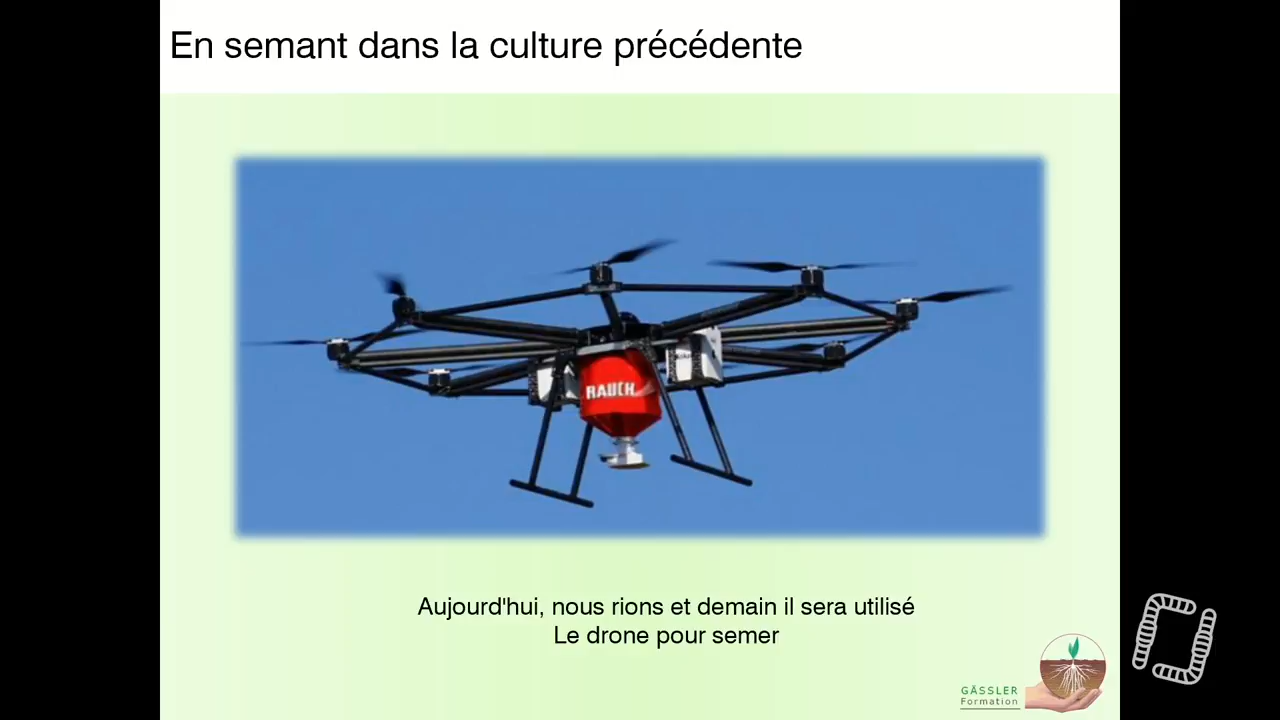 En semant dans la culture précédente
RAUCH
Aujourd'hui, nous rions et demain il sera utilisé
Le drone pour semer
GÄSSLER
Formation